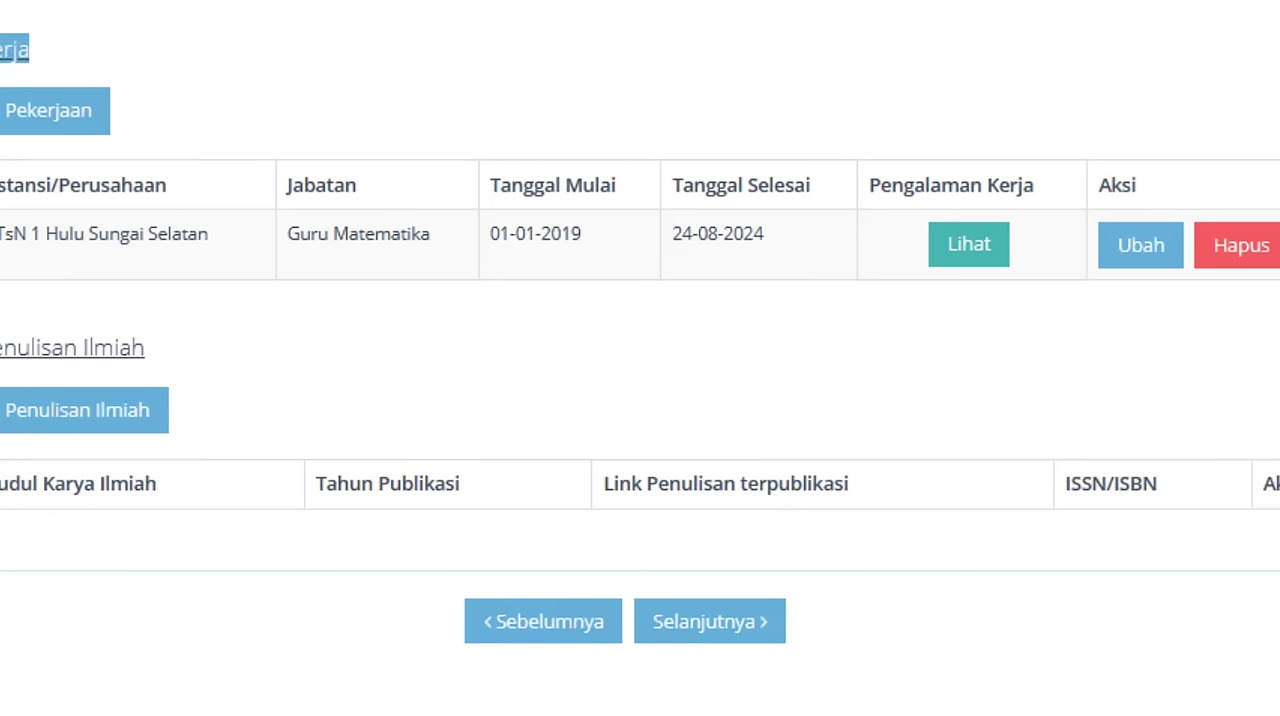 erja
Pekerjaan
stansi/Perusahaan Jabatan Tanggal Mulai Tanggal Selesai Pengalaman Kerja Aksi
TsN 1 Hulu Sungai Selatan Guru Matematika 01-01-2019 24-08-2024 Lihat Ubah Hapus
enulisan Ilmiah
Penulisan Ilmiah
udul Karya Ilmiah Tahun Publikasi Link Penulisan terpublikasi ISSN/ISBN Ak
‹ Sebelumnya Selanjutnya ›